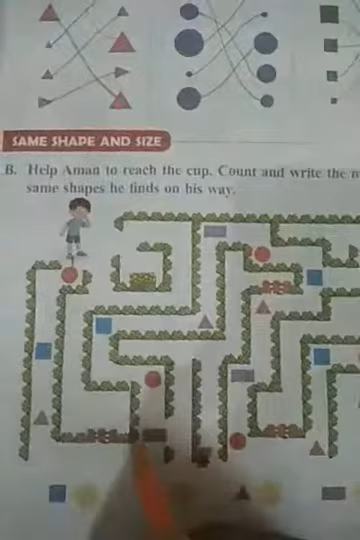 SAME SHAPE AND SIZE
B. Help Aman to reach the cup. Count and write the
same shapes he finds on his way.